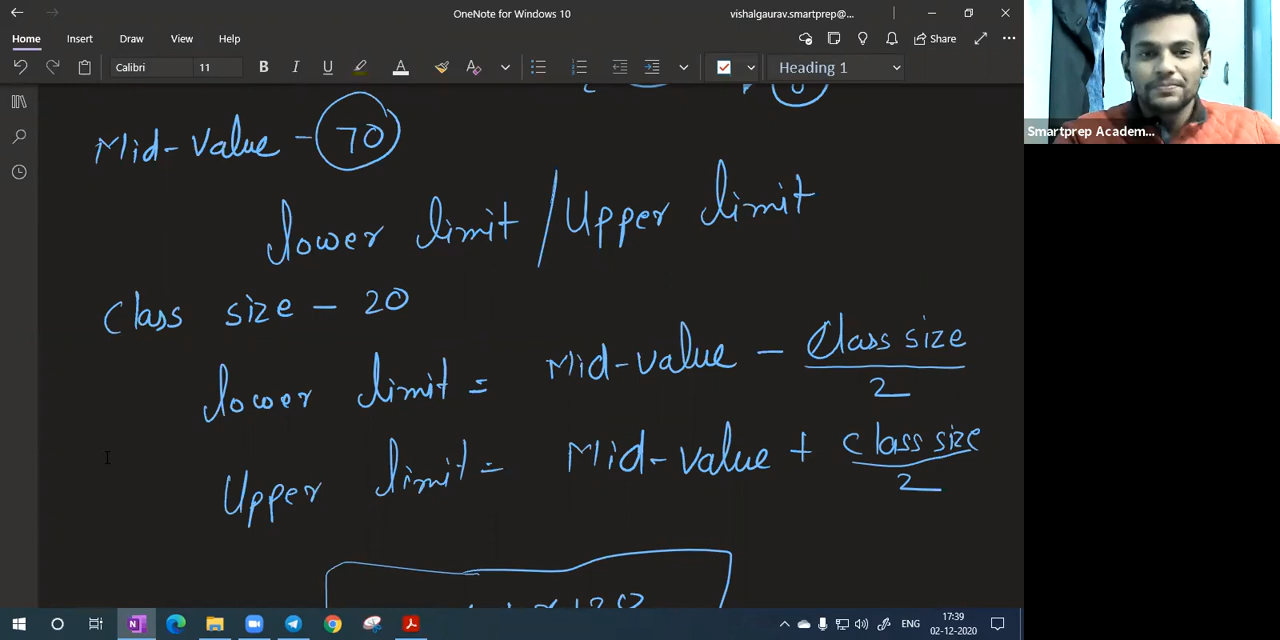 OneNote for Windows 10
vishalgaurav.smartprep@...
Home Insert Draw View Help
Share
Calibri 11 B I U A Heading 1
Smartprep Academ...
Mid-value - 70
lower limit / Upper limit
Class size - 20
lower limit = Mid-value - Class size / 2
Upper limit = Mid-value + Class size / 2
ENG
17:39
02-12-2020